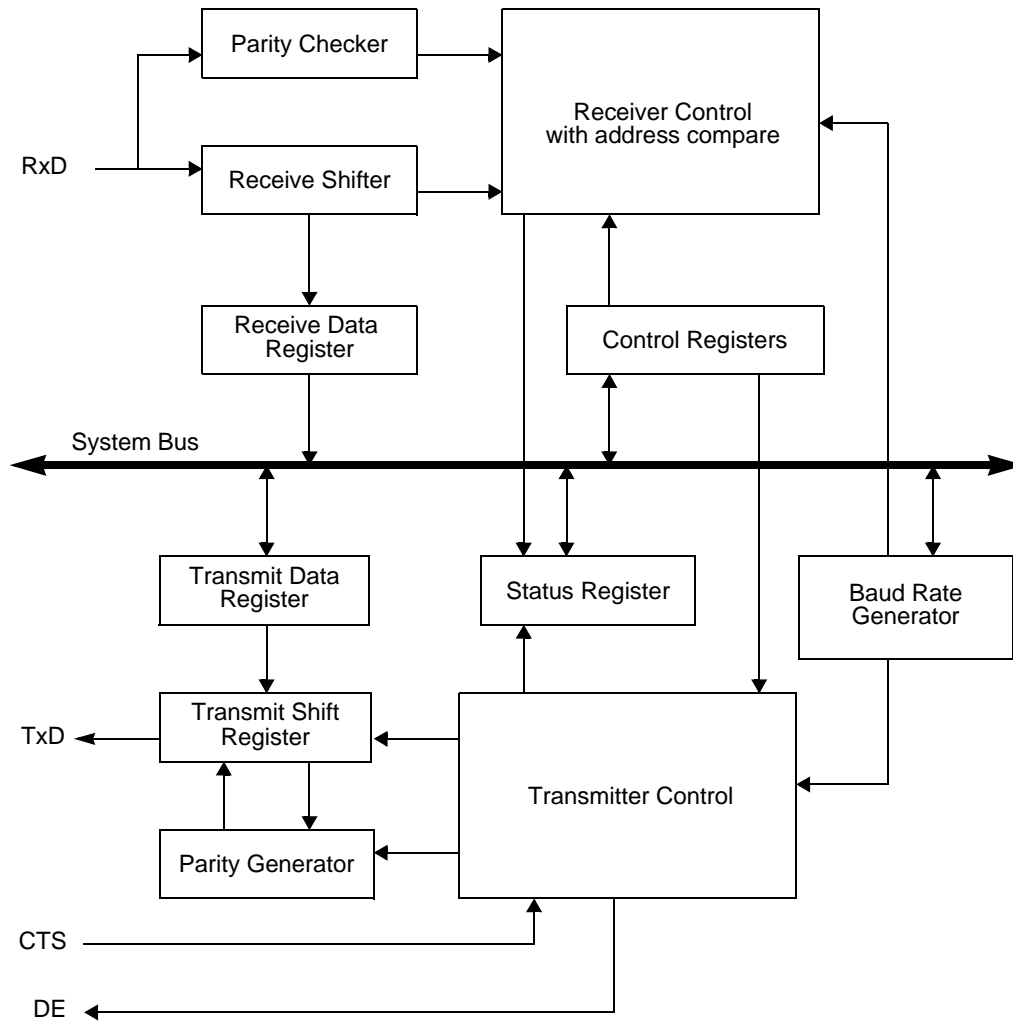 Parity Checker
Receiver Control
with address compare
RxD
Receive Shifter
Receive Data
Register
Control Registers
System Bus
Transmit Data
Register
Status Register
Baud Rate
Generator
TxD
Transmit Shift
Register
Transmitter Control
Parity Generator
CTS
DE